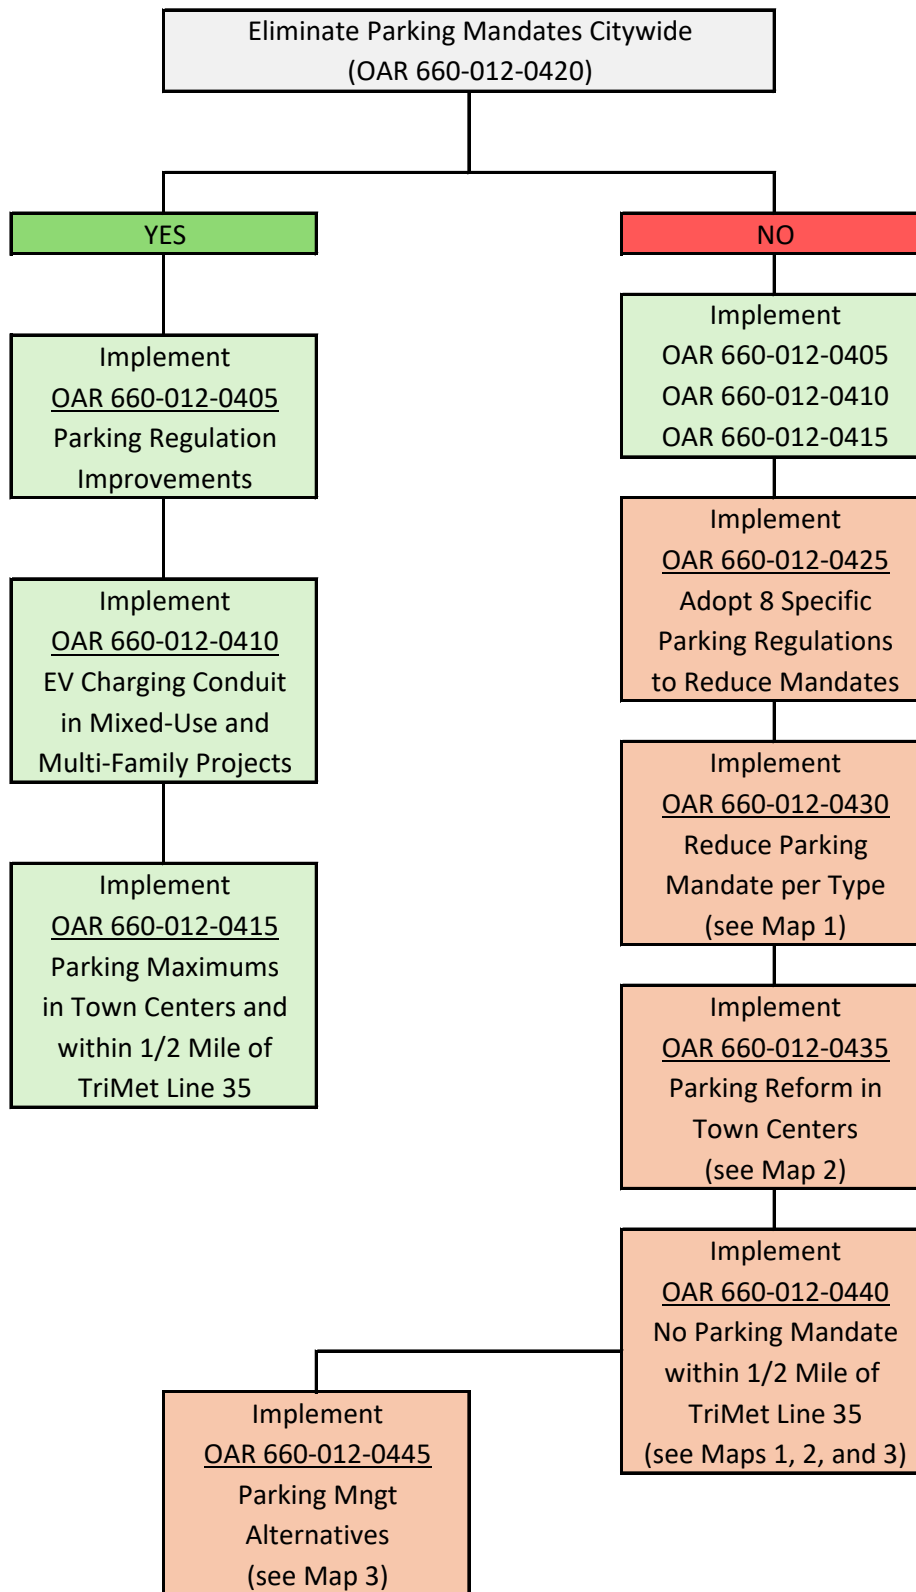 Eliminate Parking Mandates Citywide
(OAR 660-012-0420)
YES
Implement
OAR 660-012-0405
Parking Regulation
Improvements
Implement
OAR 660-012-0410
EV Charging Conduit
in Mixed-Use and
Multi-Family Projects
Implement
OAR 660-012-0415
Parking Maximums
in Town Centers and
within 1/2 Mile of
TriMet Line 35
NO
Implement
OAR 660-012-0405
OAR 660-012-0410
OAR 660-012-0415
Implement
OAR 660-012-0425
Adopt 8 Specific
Parking Regulations
to Reduce Mandates
Implement
OAR 660-012-0430
Reduce Parking
Mandate per Type
(see Map 1)
Implement
OAR 660-012-0435
Parking Reform in
Town Centers
(see Map 2)
Implement
OAR 660-012-0440
No Parking Mandate
within 1/2 Mile of
TriMet Line 35
(see Maps 1, 2, and 3)
Implement
OAR 660-012-0445
Parking Mngt
Alternatives
(see Map 3)